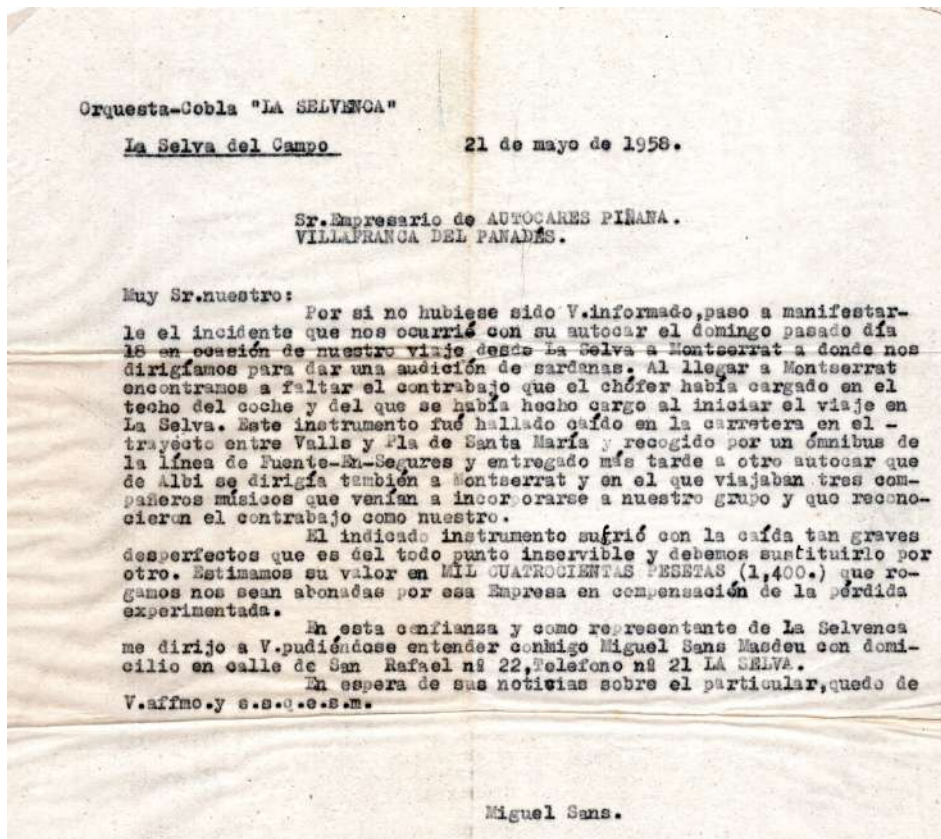 Orquesta-Cobla "LA SELVENCA"
La Selva del Campo 21 de mayo de 1958.
Sr.Empresario de AUTOCARES PIÑANA.
VILLAFRANCA DEL PANADÉS.
Muy Sr.nuestro:
Por si no hubiese sido V.informado,paso a manifestar-
le el incidente que nos ocurrió con su autocar el domingo pasado día
18 en ocasión de nuestro viaje desde La Selva a Montserrat a donde nos
dirigíamos para dar una audición de sardanas. Al llegar a Montserrat
encontramos a faltar el contrabajo que el chófer había cargado en el
techo del coche y del que se había hecho cargo al iniciar el viaje en
La Selva. Este instrumento fué hallado caído en la carretera en el -
trayecto entre Valls y Pla de Santa María y recogido por un ómnibus de
la línea de Fuente-En-Segures y entregado más tarde a otro autocar que
de Albi se dirigía también a Montserrat y en el que viajaban tres com-
pañeros músicos que venían a incorporarse a nuestro grupo y que recono-
cieron el contrabajo como nuestro.
El indicado instrumento sufrió con la caída tan graves
desperfectos que es del todo punto inservible y debemos sustituirlo por
otro. Estimamos su valor en MIL CUATROCIENTAS PESETAS (1,400.) que ro-
gamos nos sean abonadas por esa Empresa en compensación de la pérdida
experimentada.
En esta confianza y como representante de La Selvenca
me dirijo a V.pudiéndose entender conmigo Miguel Sans Masdeu con domi-
cilio en calle de San Rafael nº 22,Telefono nº 21 LA SELVA.
En espera de sus noticias sobre el particular,quedo de
V.affmo.y s.s.q.e.s.m.
Miguel Sans.